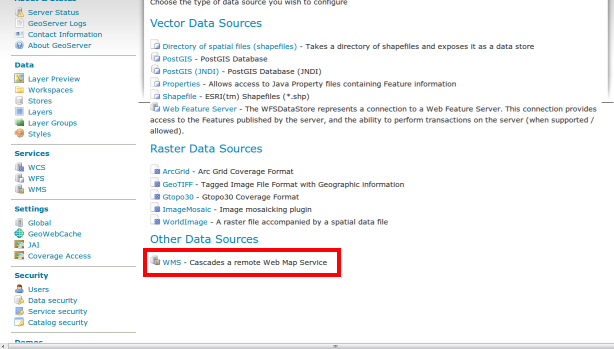 About & Status
Server Status
GeoServer Logs
Contact Information
About GeoServer
Data
Layer Preview
Workspaces
Stores
Layers
Layer Groups
Styles
Services
WCS
WFS
WMS
Settings
Global
GeoWebCache
JAI
Coverage Access
Security
Users
Data security
Service security
Catalog security
Demos
Choose the type of data source you wish to configure
Vector Data Sources
Directory of spatial files (shapefiles) - Takes a directory of shapefiles and exposes it as a data store
PostGIS - PostGIS Database
PostGIS (JNDI) - PostGIS Database (JNDI)
Properties - Allows access to Java Property files containing Feature information
Shapefile - ESRI(tm) Shapefiles (*.shp)
Web Feature Server - The WFSDataStore represents a connection to a Web Feature Server. This connection provides
access to the Features published by the server, and the ability to perform transactions on the server (when supported /
allowed).
Raster Data Sources
ArcGrid - Arc Grid Coverage Format
GeoTIFF - Tagged Image File Format with Geographic information
Gtopo30 - Gtopo30 Coverage Format
ImageMosaic - Image mosaicking plugin
WorldImage - A raster file accompanied by a spatial data file
Other Data Sources
WMS - Cascades a remote Web Map Service